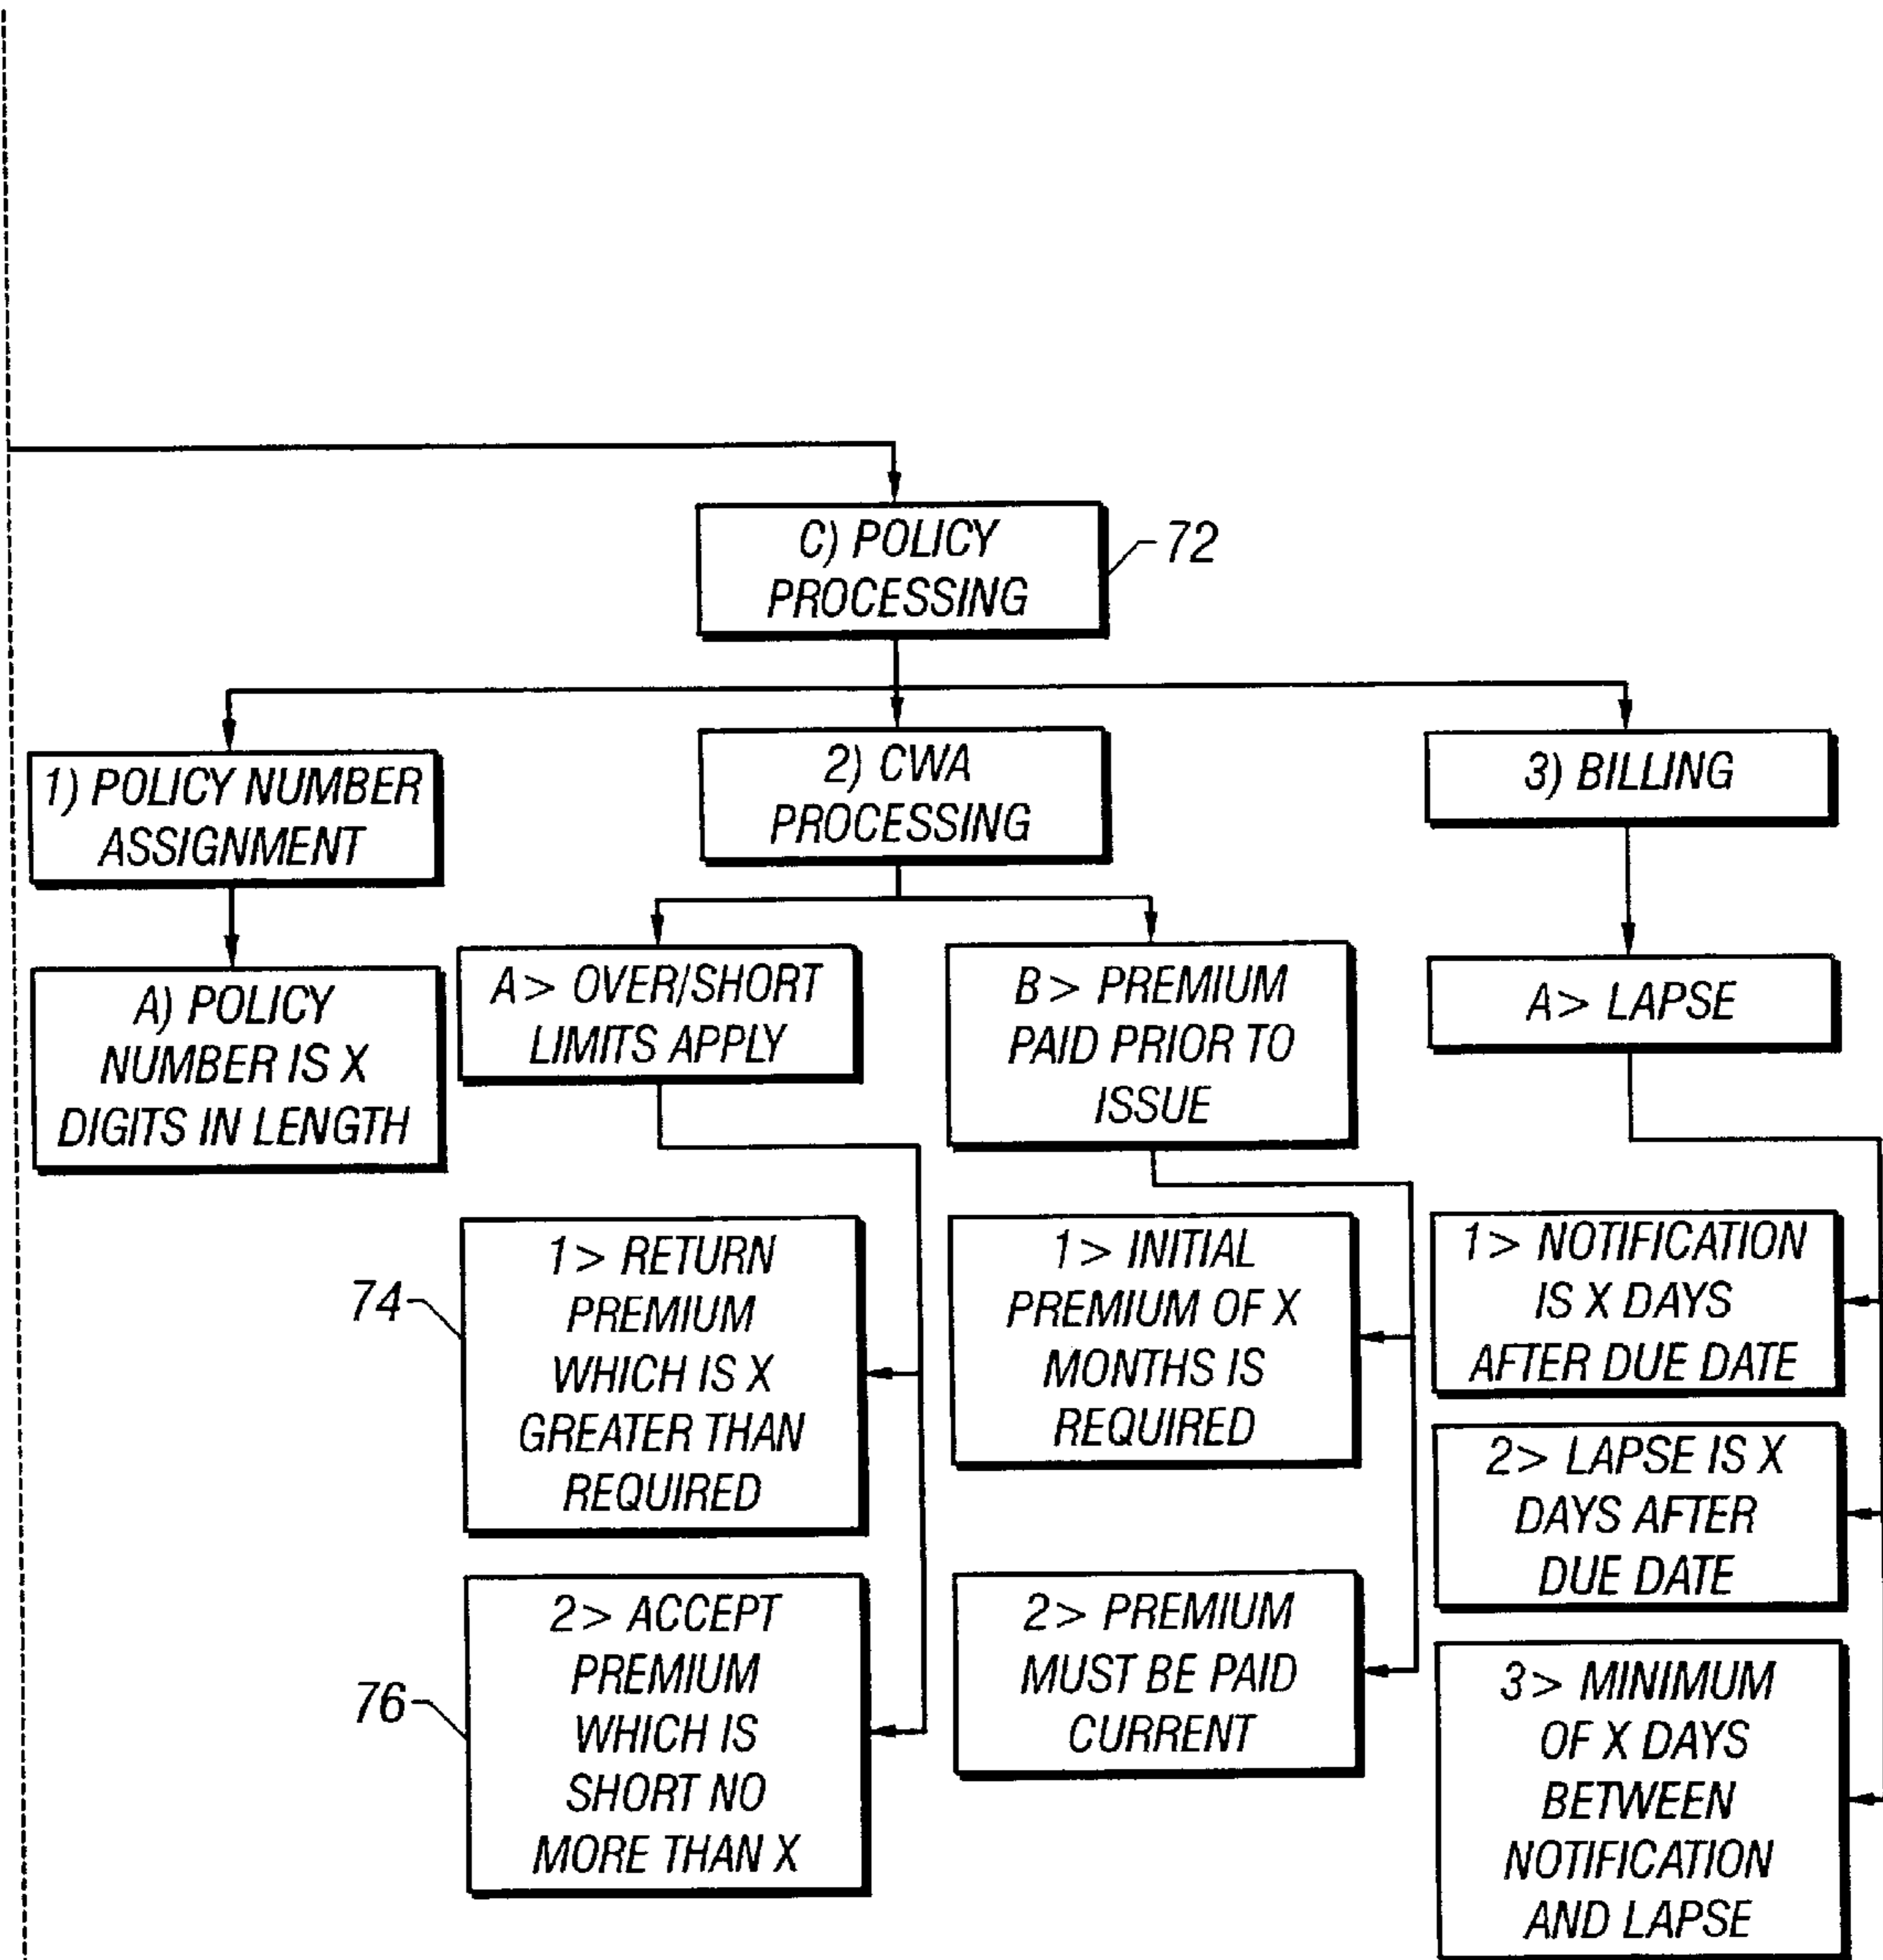 C) POLICY
PROCESSING
72
1) POLICY NUMBER
ASSIGNMENT
2) CWA
PROCESSING
3) BILLING
A) POLICY
NUMBER IS X
DIGITS IN LENGTH
A> OVER/SHORT
LIMITS APPLY
B> PREMIUM
PAID PRIOR TO
ISSUE
A> LAPSE
74
1> RETURN
PREMIUM
WHICH IS X
GREATER THAN
REQUIRED
1> INITIAL
PREMIUM OF X
MONTHS IS
REQUIRED
1> NOTIFICATION
IS X DAYS
AFTER DUE DATE
2> LAPSE IS X
DAYS AFTER
DUE DATE
76
2> ACCEPT
PREMIUM
WHICH IS
SHORT NO
MORE THAN X
2> PREMIUM
MUST BE PAID
CURRENT
3> MINIMUM
OF X DAYS
BETWEEN
NOTIFICATION
AND LAPSE